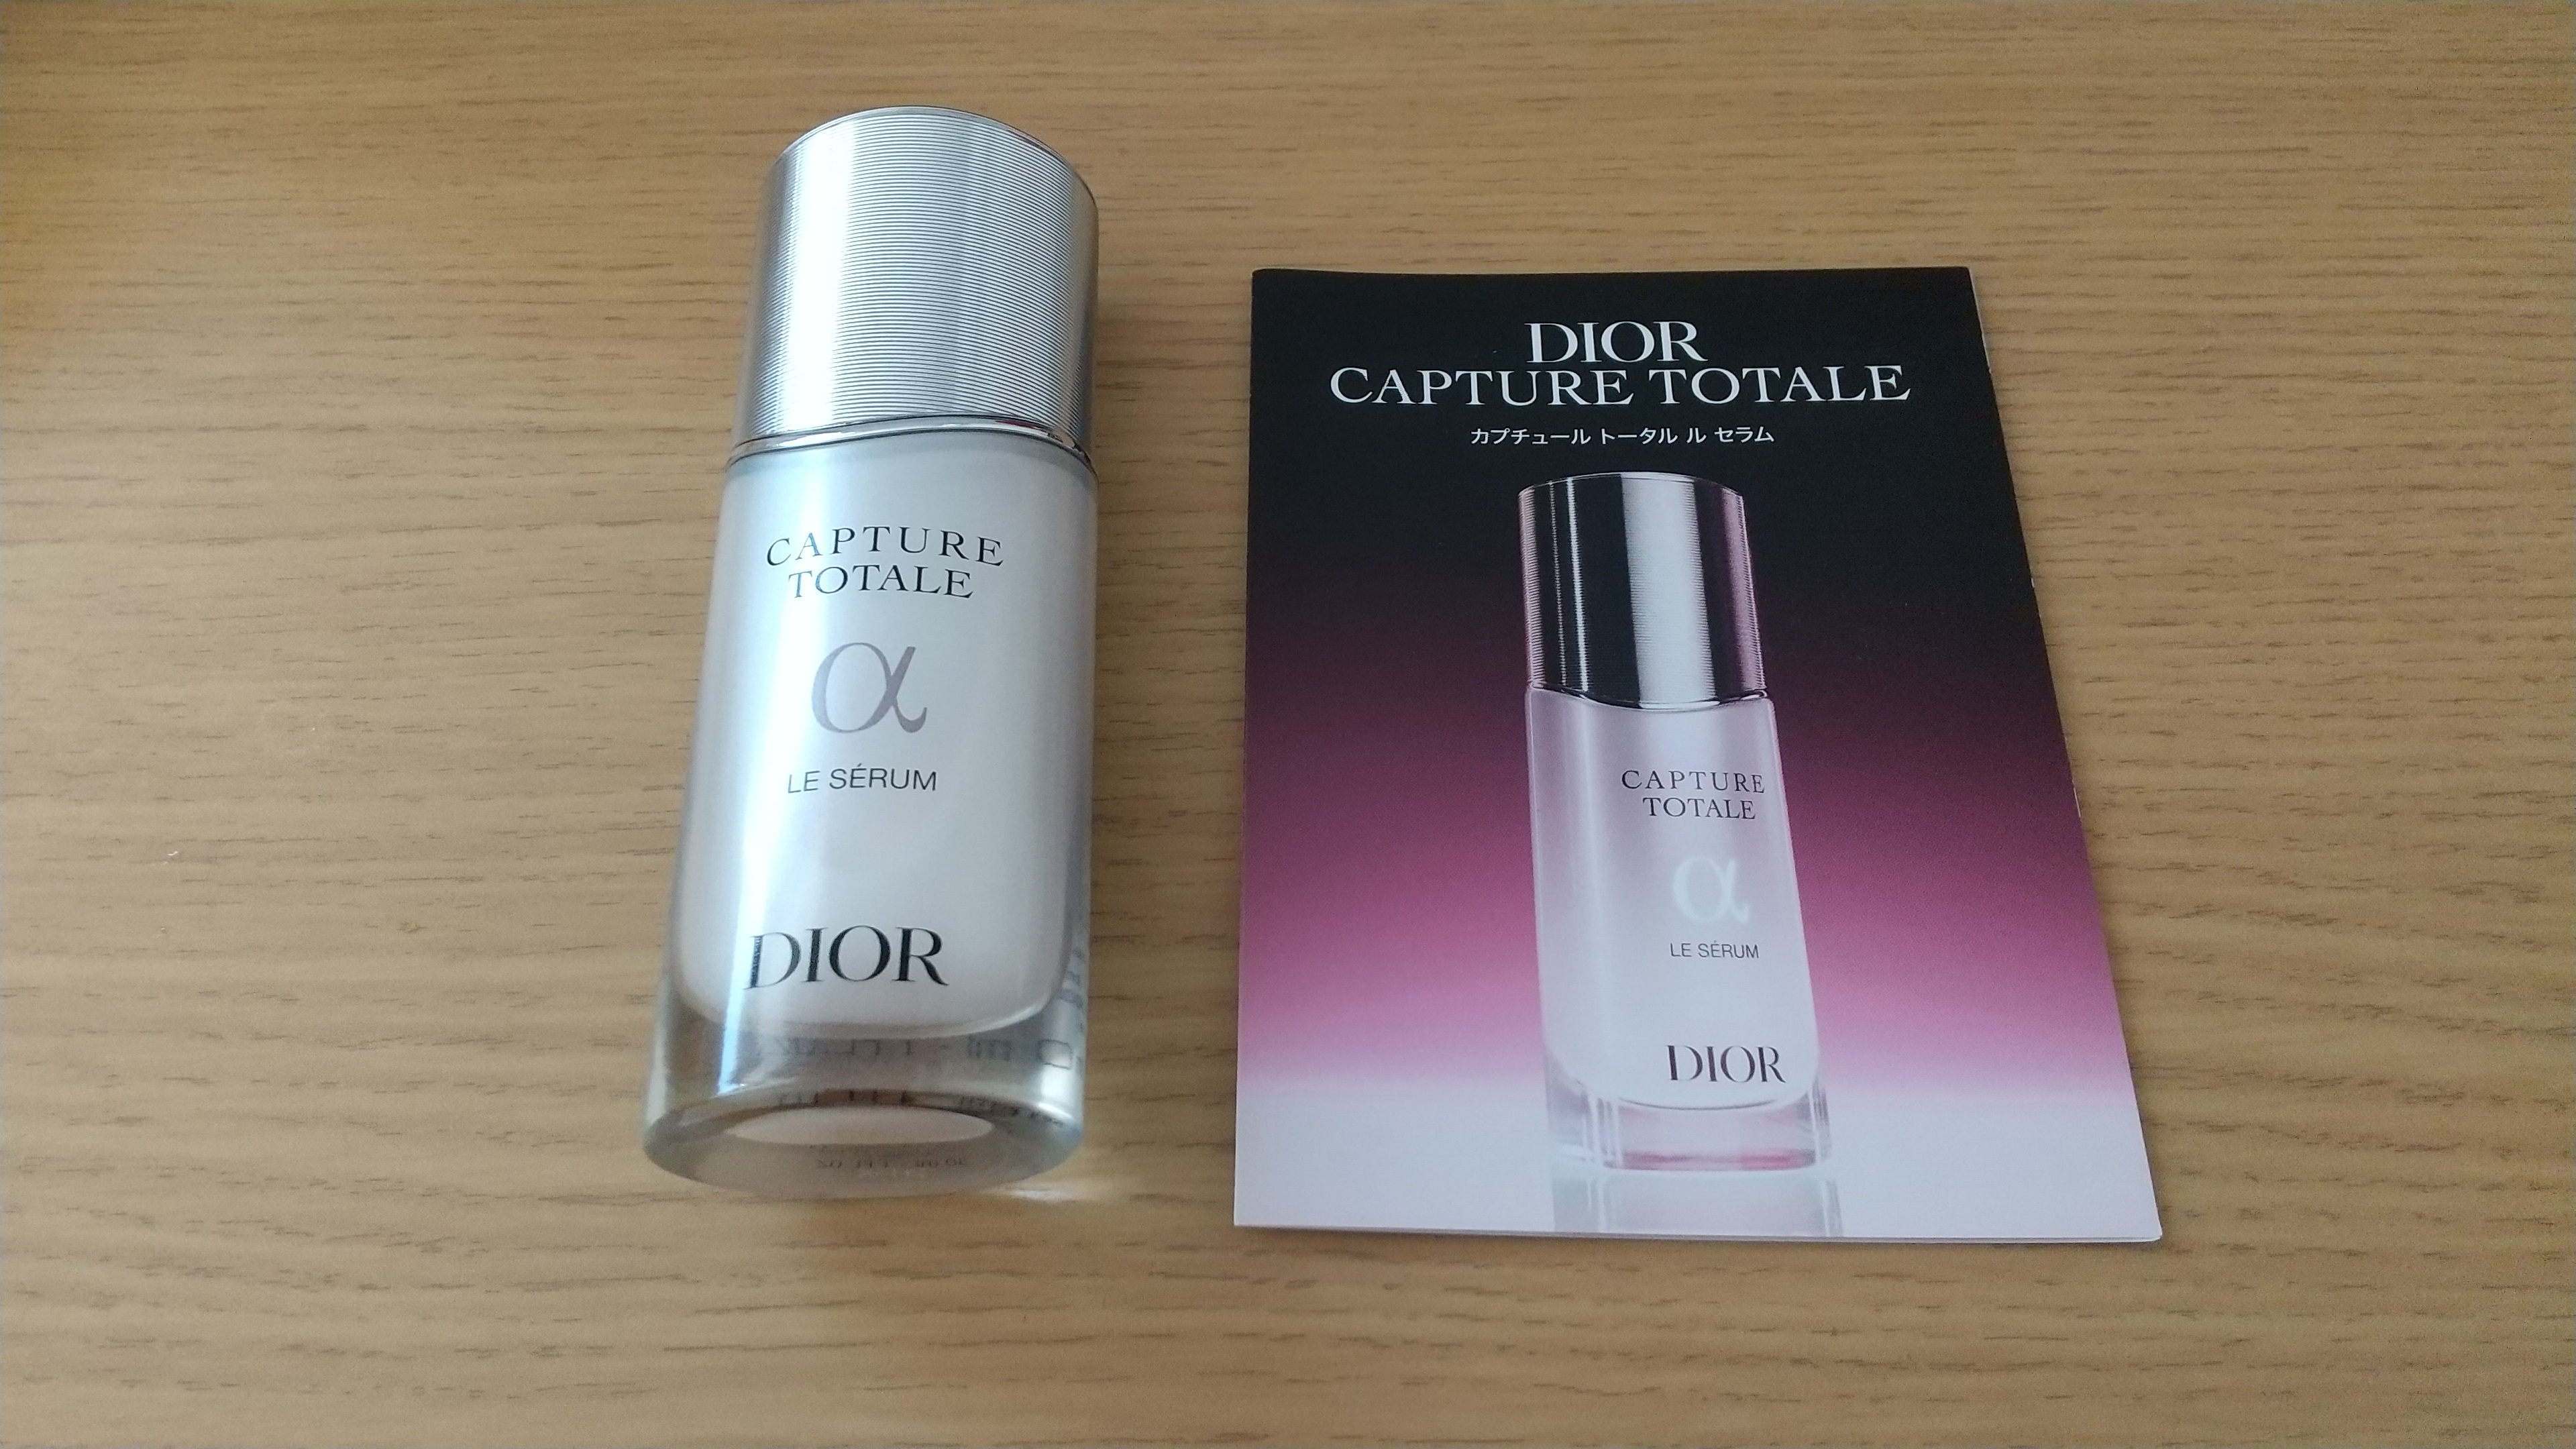 CAPTURE
TOTALE
α
LE SÉRUM
DIOR
DIOR
CAPTURE TOTALE
カプチュール トータル ル セラム
CAPTURE
TOTALE
α
LE SÉRUM
DIOR